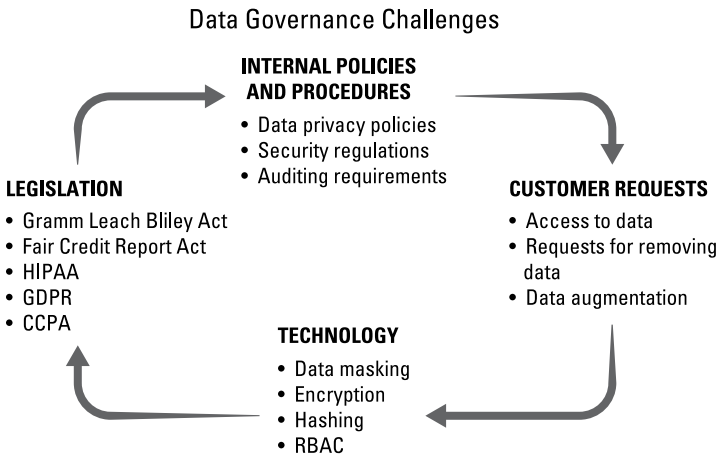 Data Governance Challenges
INTERNAL POLICIES
AND PROCEDURES
• Data privacy policies
• Security regulations
• Auditing requirements
CUSTOMER REQUESTS
• Access to data
• Requests for removing
data
• Data augmentation
TECHNOLOGY
• Data masking
• Encryption
• Hashing
• RBAC
LEGISLATION
• Gramm Leach Bliley Act
• Fair Credit Report Act
• HIPAA
• GDPR
• CCPA